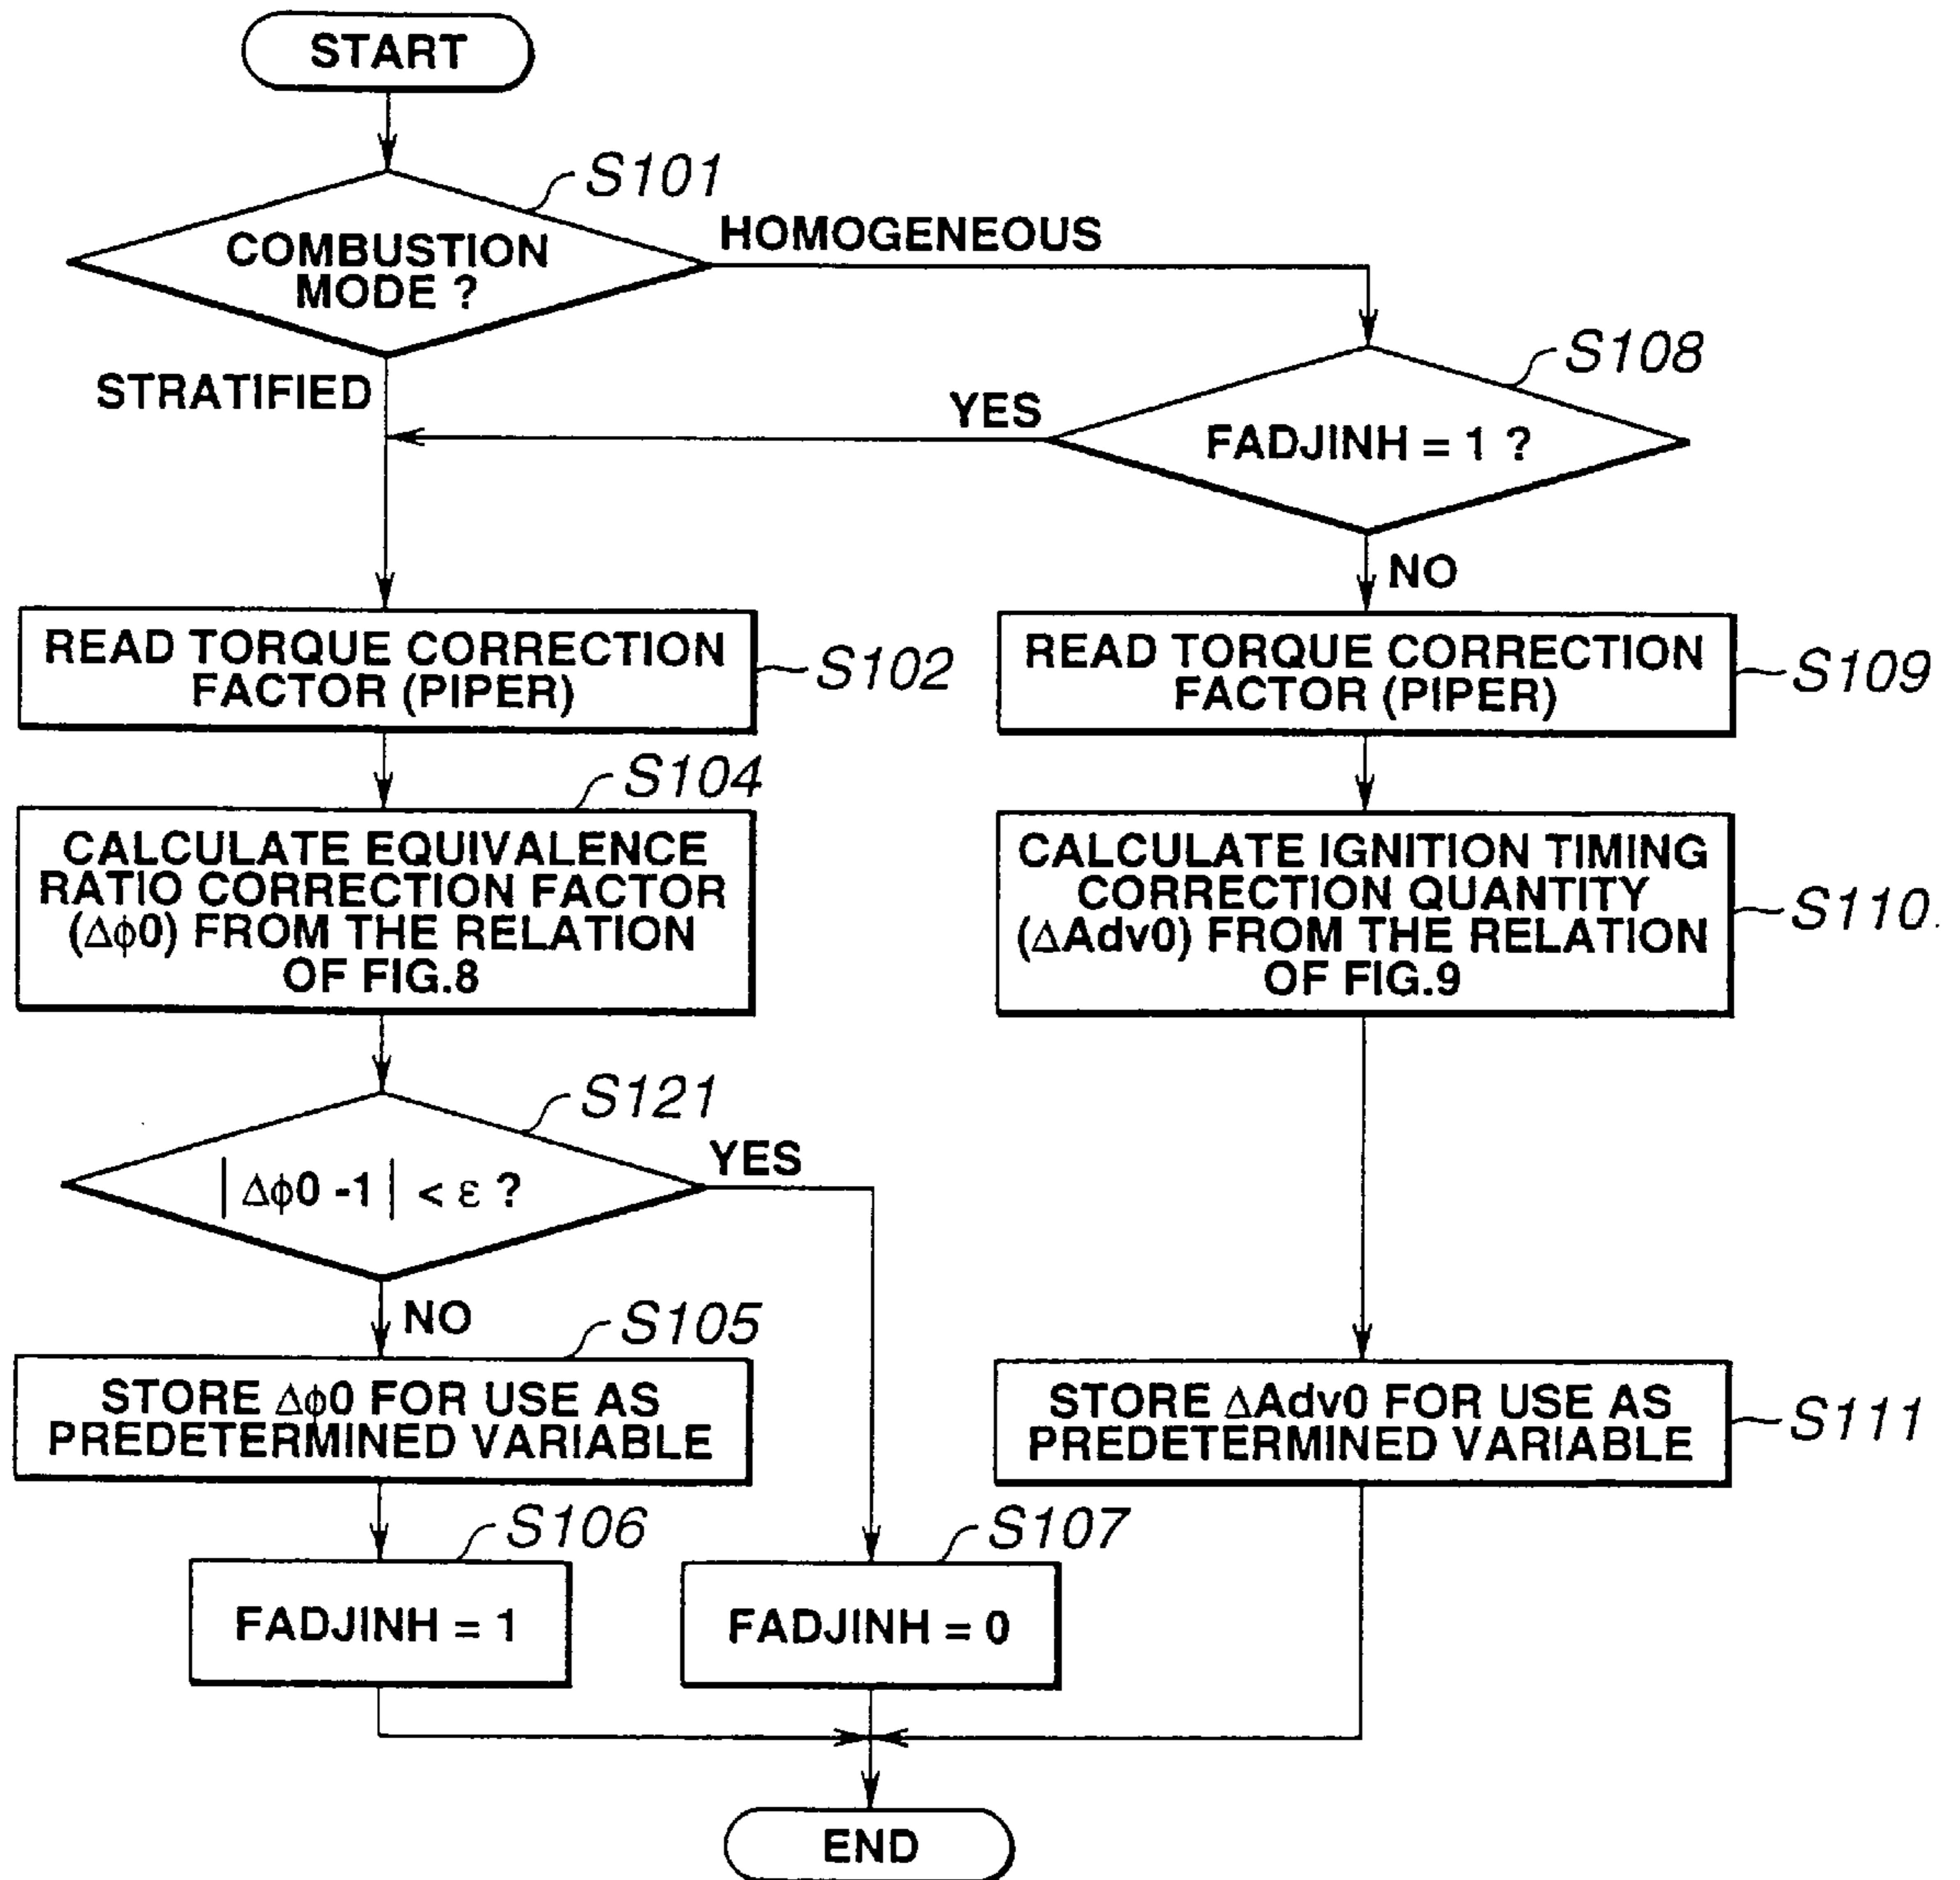 START
S101
COMBUSTION
MODE ?
HOMOGENEOUS
STRATIFIED
S108
YES
FADJINH = 1 ?
NO
READ TORQUE CORRECTION
FACTOR (PIPER)
S102
READ TORQUE CORRECTION
FACTOR (PIPER)
S109
S104
CALCULATE EQUIVALENCE
RATIO CORRECTION FACTOR
(Δϕ0) FROM THE RELATION
OF FIG.8
CALCULATE IGNITION TIMING
CORRECTION QUANTITY
(ΔAdv0) FROM THE RELATION
OF FIG.9
S110
S121
| Δϕ0 -1 | < ε ?
YES
NO
S105
STORE Δϕ0 FOR USE AS
PREDETERMINED VARIABLE
STORE ΔAdv0 FOR USE AS
PREDETERMINED VARIABLE
S111
S106
FADJINH = 1
S107
FADJINH = 0
END